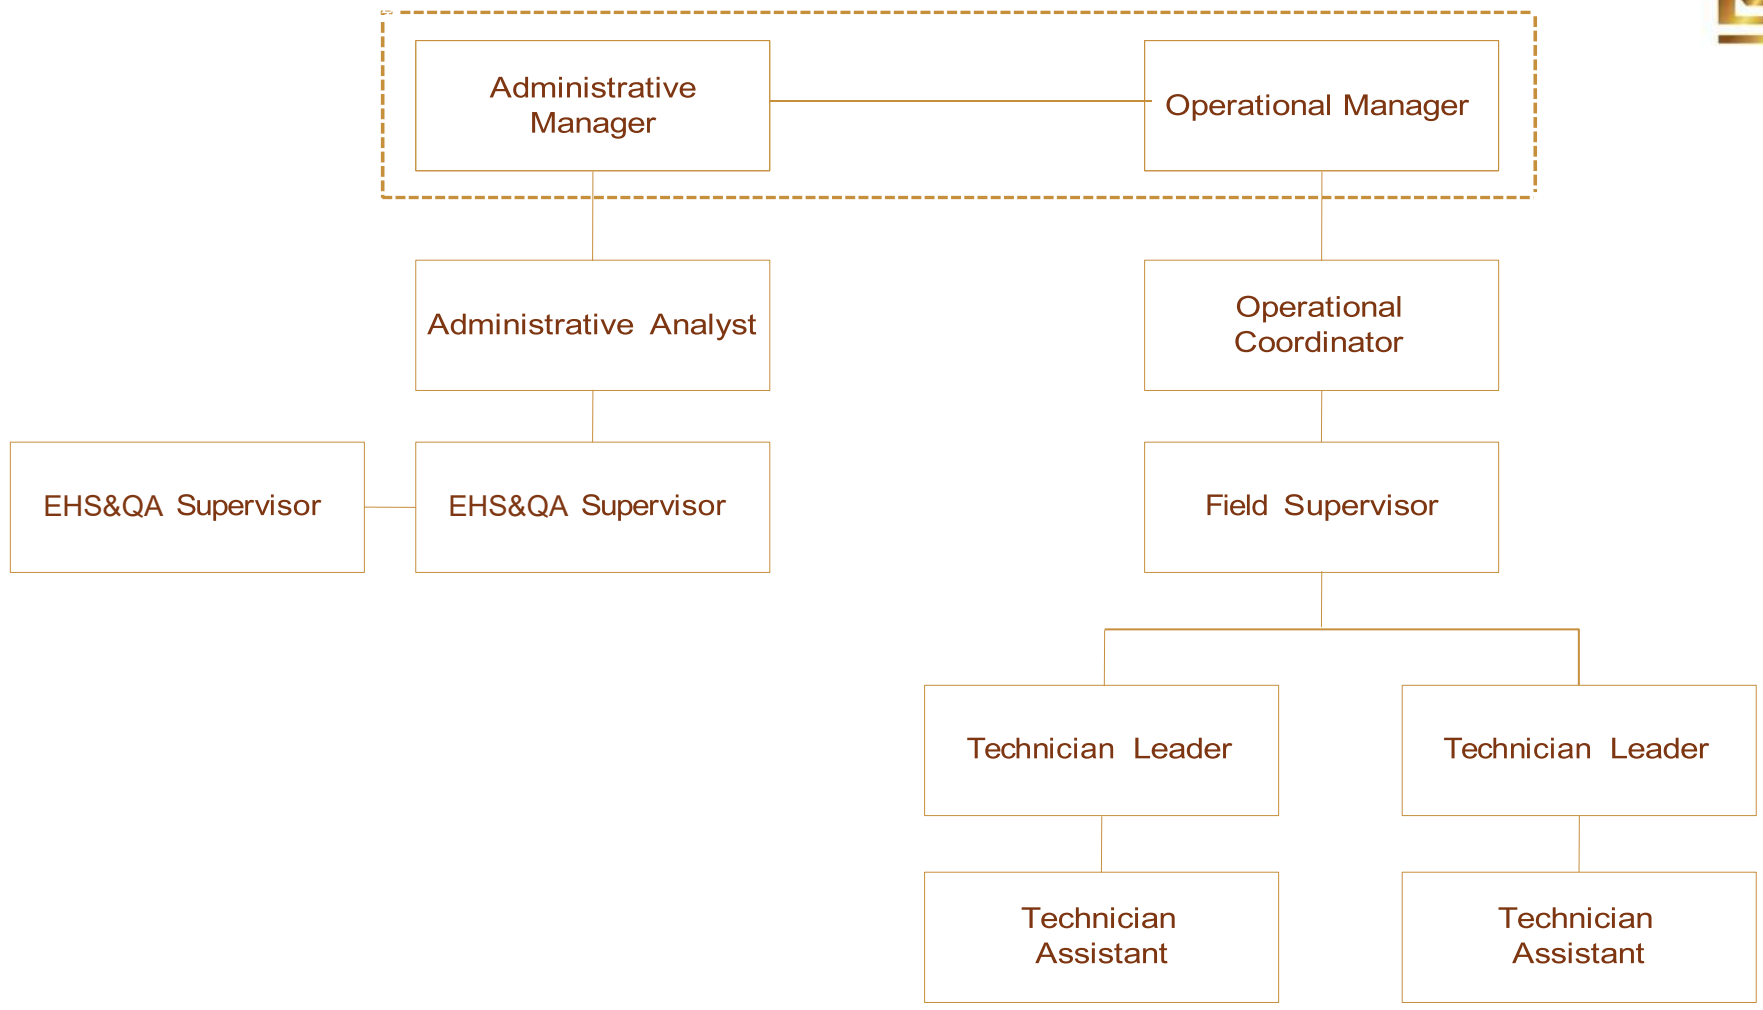 Administrative
Manager
Operational Manager
Administrative Analyst
Operational
Coordinator
EHS&QA Supervisor
EHS&QA Supervisor
Field Supervisor
Technician Leader
Technician Leader
Technician
Assistant
Technician
Assistant